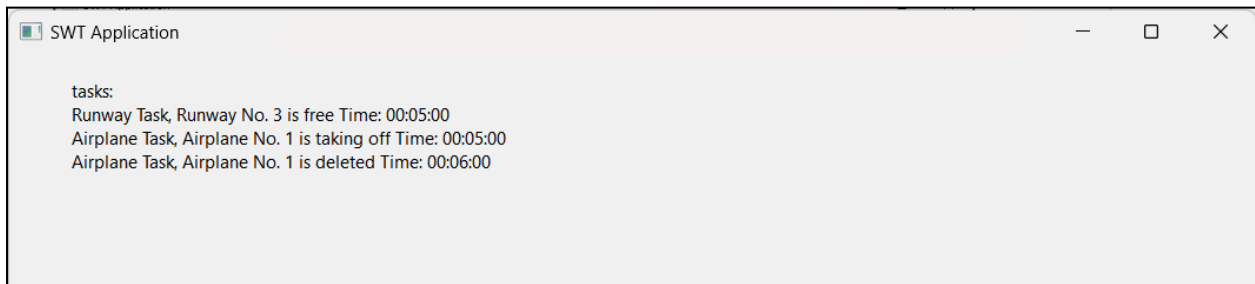 SWT Application
tasks:
Runway Task, Runway No. 3 is free Time: 00:05:00
Airplane Task, Airplane No. 1 is taking off Time: 00:05:00
Airplane Task, Airplane No. 1 is deleted Time: 00:06:00